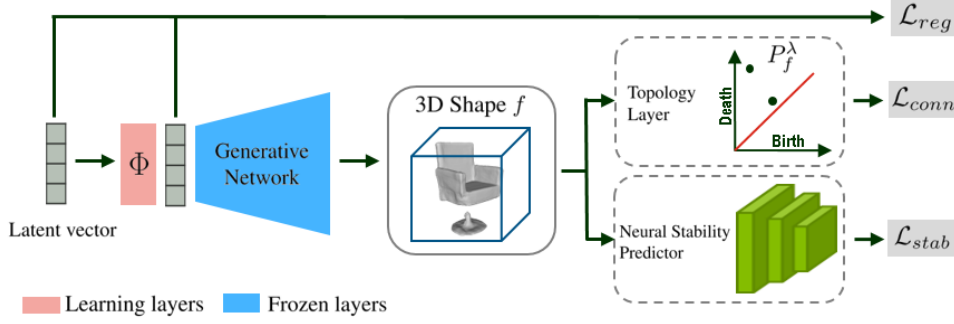 ℒ_reg
3D Shape f
P_f^λ
Death
Topology
Layer
ℒ_conn
Birth
Φ
Generative
Network
Latent vector
Neural Stability
Predictor
ℒ_stab
Learning layers
Frozen layers